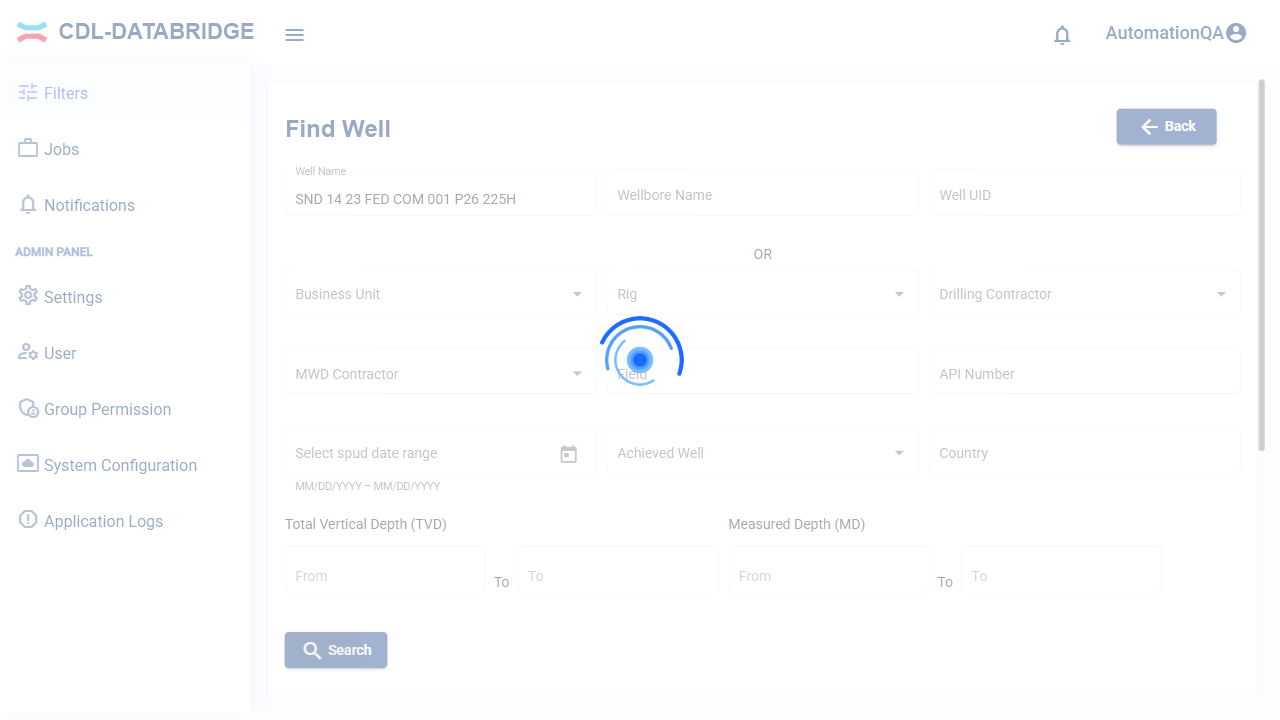 CDL-DATABRIDGE
AutomationQA
Filters
Jobs
Notifications
ADMIN PANEL
Settings
User
Group Permission
System Configuration
Application Logs
Find Well
Back
Well Name
SND 14 23 FED COM 001 P26 225H
Wellbore Name
Well UID
OR
Business Unit
Rig
Drilling Contractor
MWD Contractor
Field
API Number
Select spud date range
Achieved Well
Country
MM/DD/YYYY – MM/DD/YYYY
Total Vertical Depth (TVD)
Measured Depth (MD)
From
To
To
From
To
To
Search